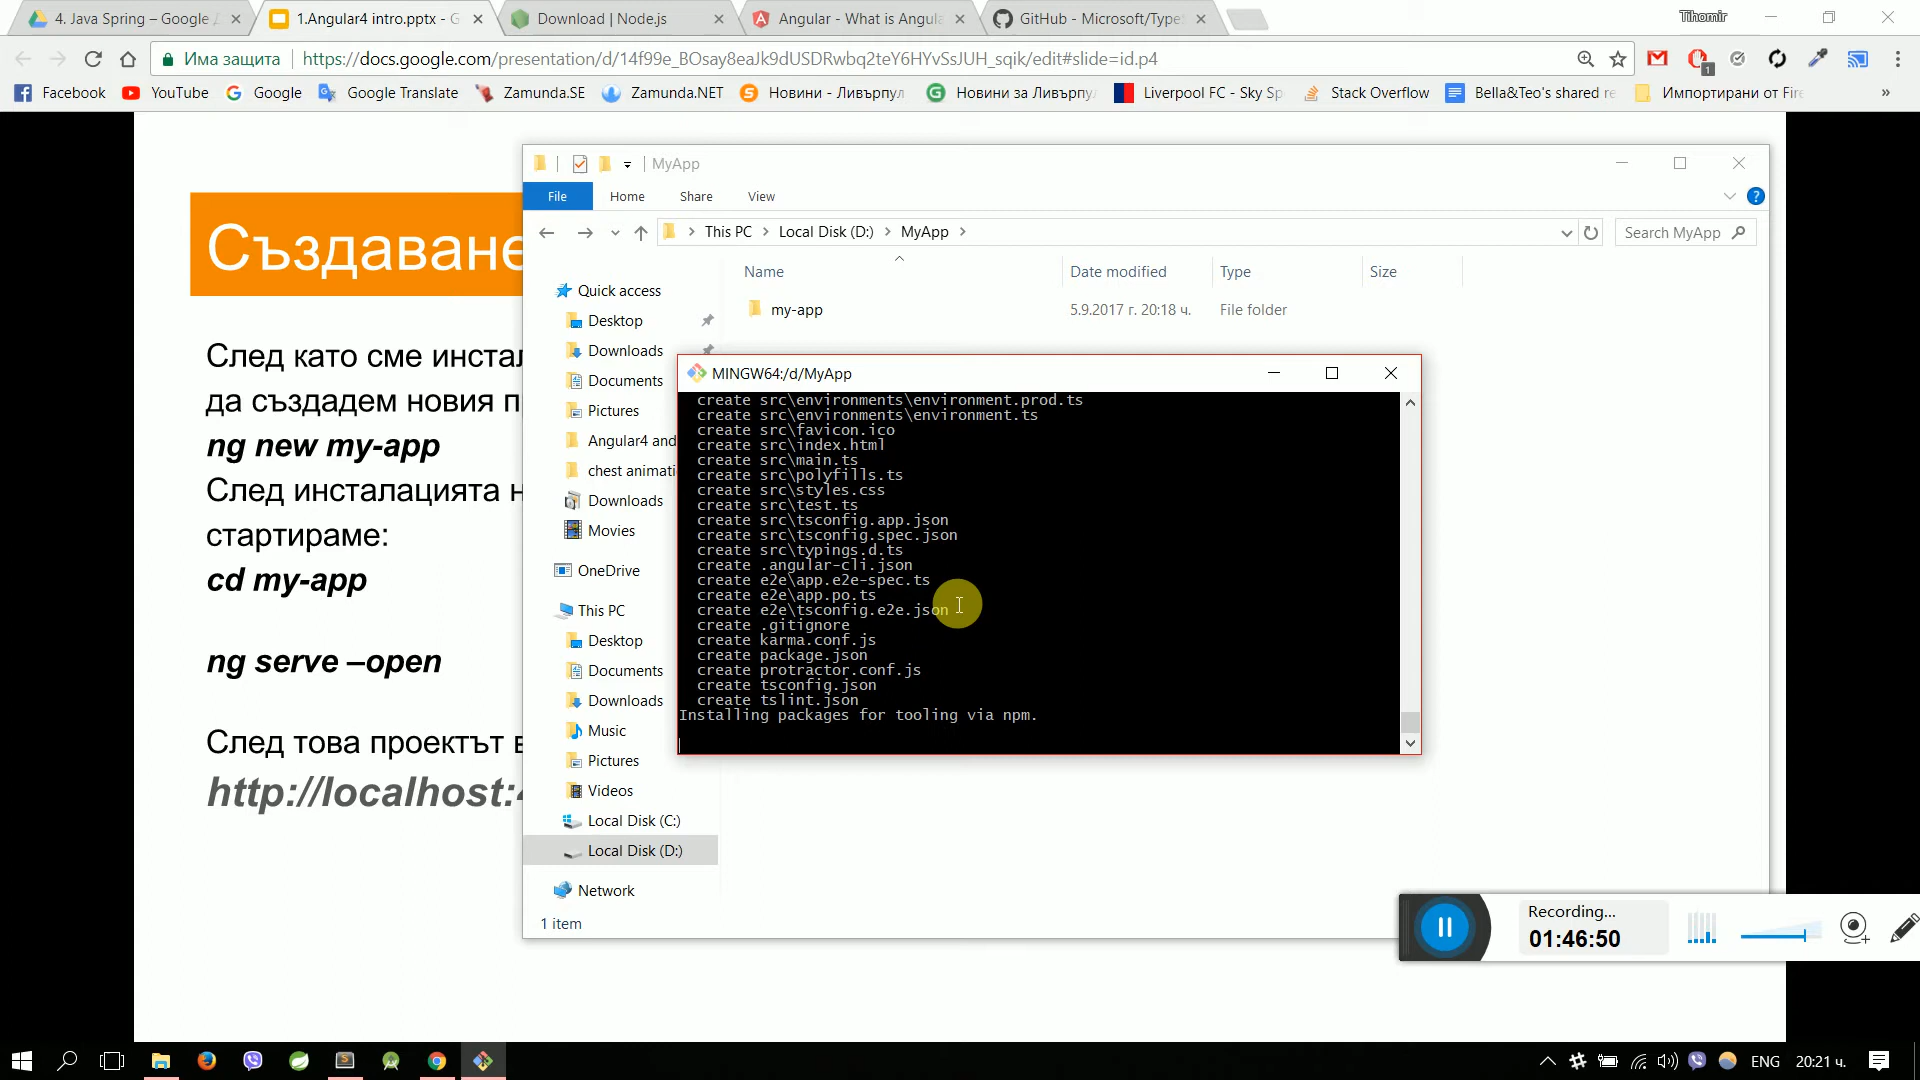 4. Java Spring – Google
1.Angular4 intro.pptx - G
Download | Node.js
Angular - What is Angula
GitHub - Microsoft/Type
Tihomir
Има защита
https://docs.google.com/presentation/d/14f99e_BOsay8eaJk9dUSDRwbq2teY6HYvSsJUH_sqik/edit#slide=id.p4
1
Facebook
YouTube
Google
Google Translate
Zamunda.SE
Zamunda.NET
Новини - Ливърпул
Новини за Ливърпу
Liverpool FC - Sky Sp
Stack Overflow
Bella&Teo's shared re
Импортирани от Fire
»
Създаване
След като сме инстал
да създадем новия п
ng new my-app
След инсталацията н
стартираме:
cd my-app
ng serve –open
След това проектът в
http://localhost:4
MyApp
File
Home
Share
View
This PC
Local Disk (D:)
MyApp
Search MyApp
Name
Date modified
Type
Size
my-app
5.9.2017 г. 20:18 ч.
File folder
Quick access
Desktop
Downloads
Documents
Pictures
Angular4 and
chest animati
Downloads
Movies
OneDrive
This PC
Desktop
Documents
Downloads
Music
Pictures
Videos
Local Disk (C:)
Local Disk (D:)
Network
1 item
MINGW64:/d/MyApp
create src\environments\environment.prod.ts
create src\environments\environment.ts
create src\favicon.ico
create src\index.html
create src\main.ts
create src\polyfills.ts
create src\styles.css
create src\test.ts
create src\tsconfig.app.json
create src\tsconfig.spec.json
create src\typings.d.ts
create .angular-cli.json
create e2e\app.e2e-spec.ts
create e2e\app.po.ts
create e2e\tsconfig.e2e.json
create .gitignore
create karma.conf.js
create package.json
create protractor.conf.js
create tsconfig.json
create tslint.json
Installing packages for tooling via npm.
Recording...
01:46:50
ENG
20:21 ч.